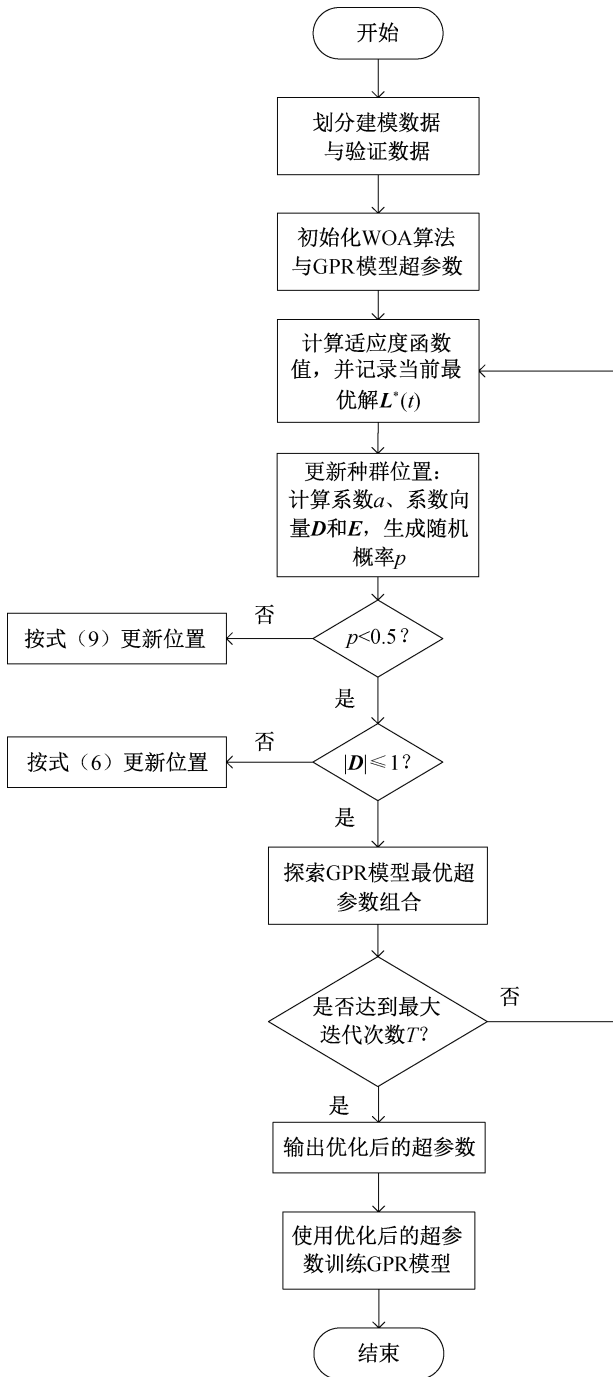 开始
划分建模数据
与验证数据
初始化WOA算法
与GPR模型超参数
计算适应度函数
值，并记录当前最
优解L*(t)
更新种群位置：
计算系数a、系数向
量D和E，生成随机
概率p
否
p<0.5？
按式（9）更新位置
是
否
|D|≤1？
按式（6）更新位置
是
探索GPR模型最优超
参数组合
是否达到最大
迭代次数T？
否
是
输出优化后的超参数
使用优化后的超参
数训练GPR模型
结束